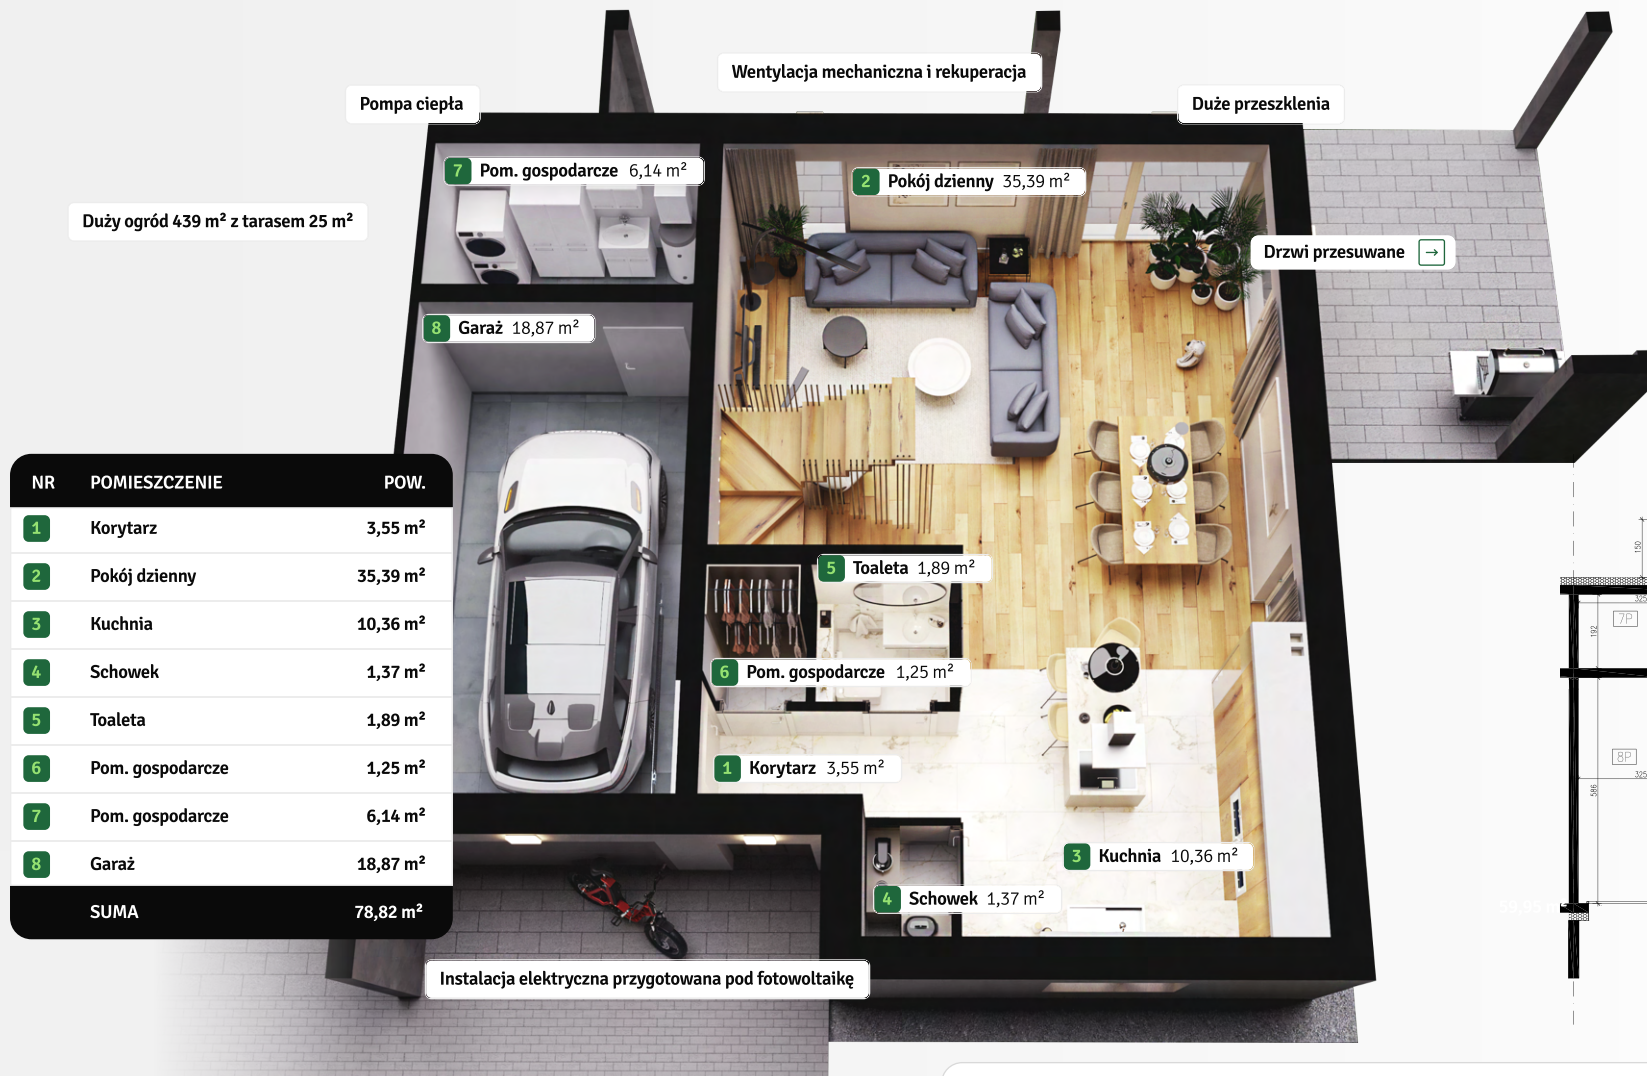 Wentylacja mechaniczna i rekuperacja
Pompa ciepła
Duże przeszklenia
7 Pom. gospodarcze 6,14 m²
2 Pokój dzienny 35,39 m²
Duży ogród 439 m² z tarasem 25 m²
Drzwi przesuwane →
8 Garaż 18,87 m²
NR POMIESZCZENIE POW.
1 Korytarz 3,55 m²
2 Pokój dzienny 35,39 m²
3 Kuchnia 10,36 m²
4 Schowek 1,37 m²
5 Toaleta 1,89 m²
6 Pom. gospodarcze 1,25 m²
7 Pom. gospodarcze 6,14 m²
8 Garaż 18,87 m²
SUMA 78,82 m²
5 Toaleta 1,89 m²
6 Pom. gospodarcze 1,25 m²
1 Korytarz 3,55 m²
3 Kuchnia 10,36 m²
4 Schowek 1,37 m²
Instalacja elektryczna przygotowana pod fotowoltaikę
150
325
7P
192
8P
325
586